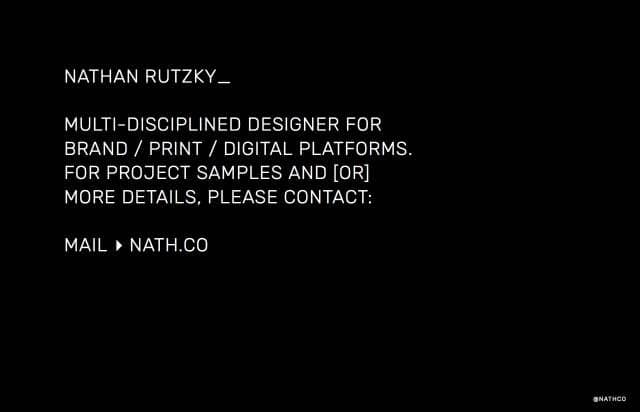 NATHAN RUTZKY_
MULTI-DISCIPLINED DESIGNER FOR
BRAND / PRINT / DIGITAL PLATFORMS.
FOR PROJECT SAMPLES AND [OR]
MORE DETAILS, PLEASE CONTACT:
MAIL ▸ NATH.CO
@NATHCO